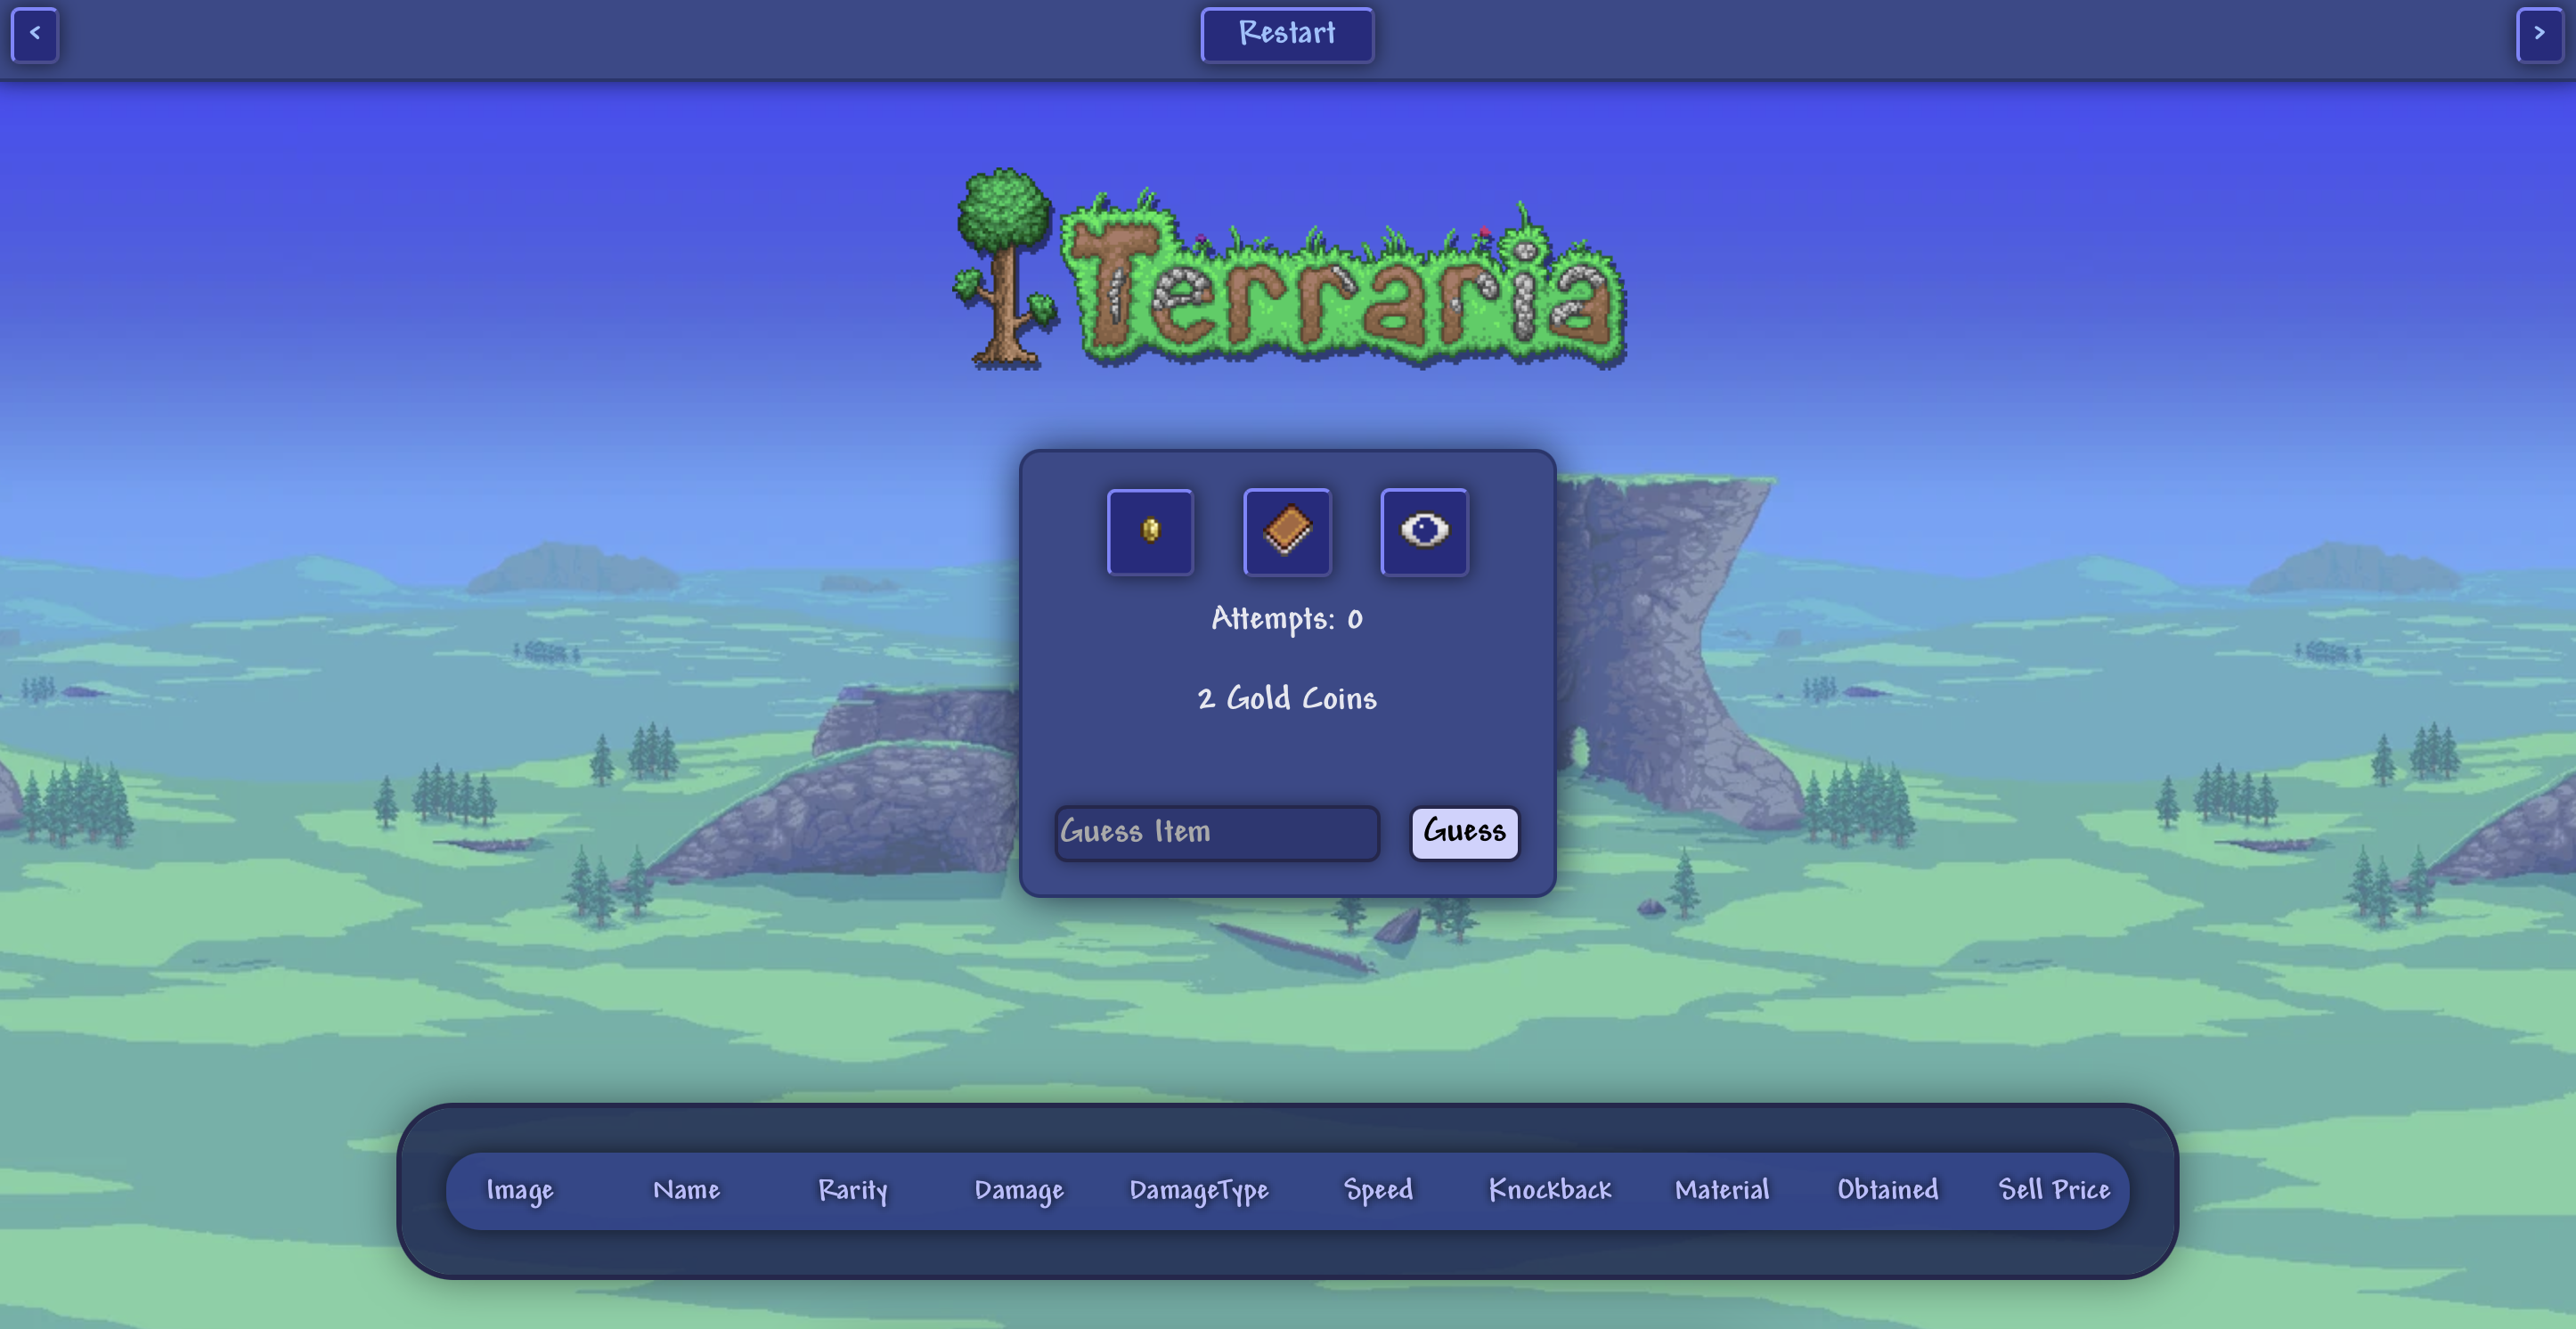 <
Restart
>
Terraria
Attempts: 0
2 Gold Coins
Guess Item
Guess
Image Name Rarity Damage DamageType Speed Knockback Material Obtained Sell Price